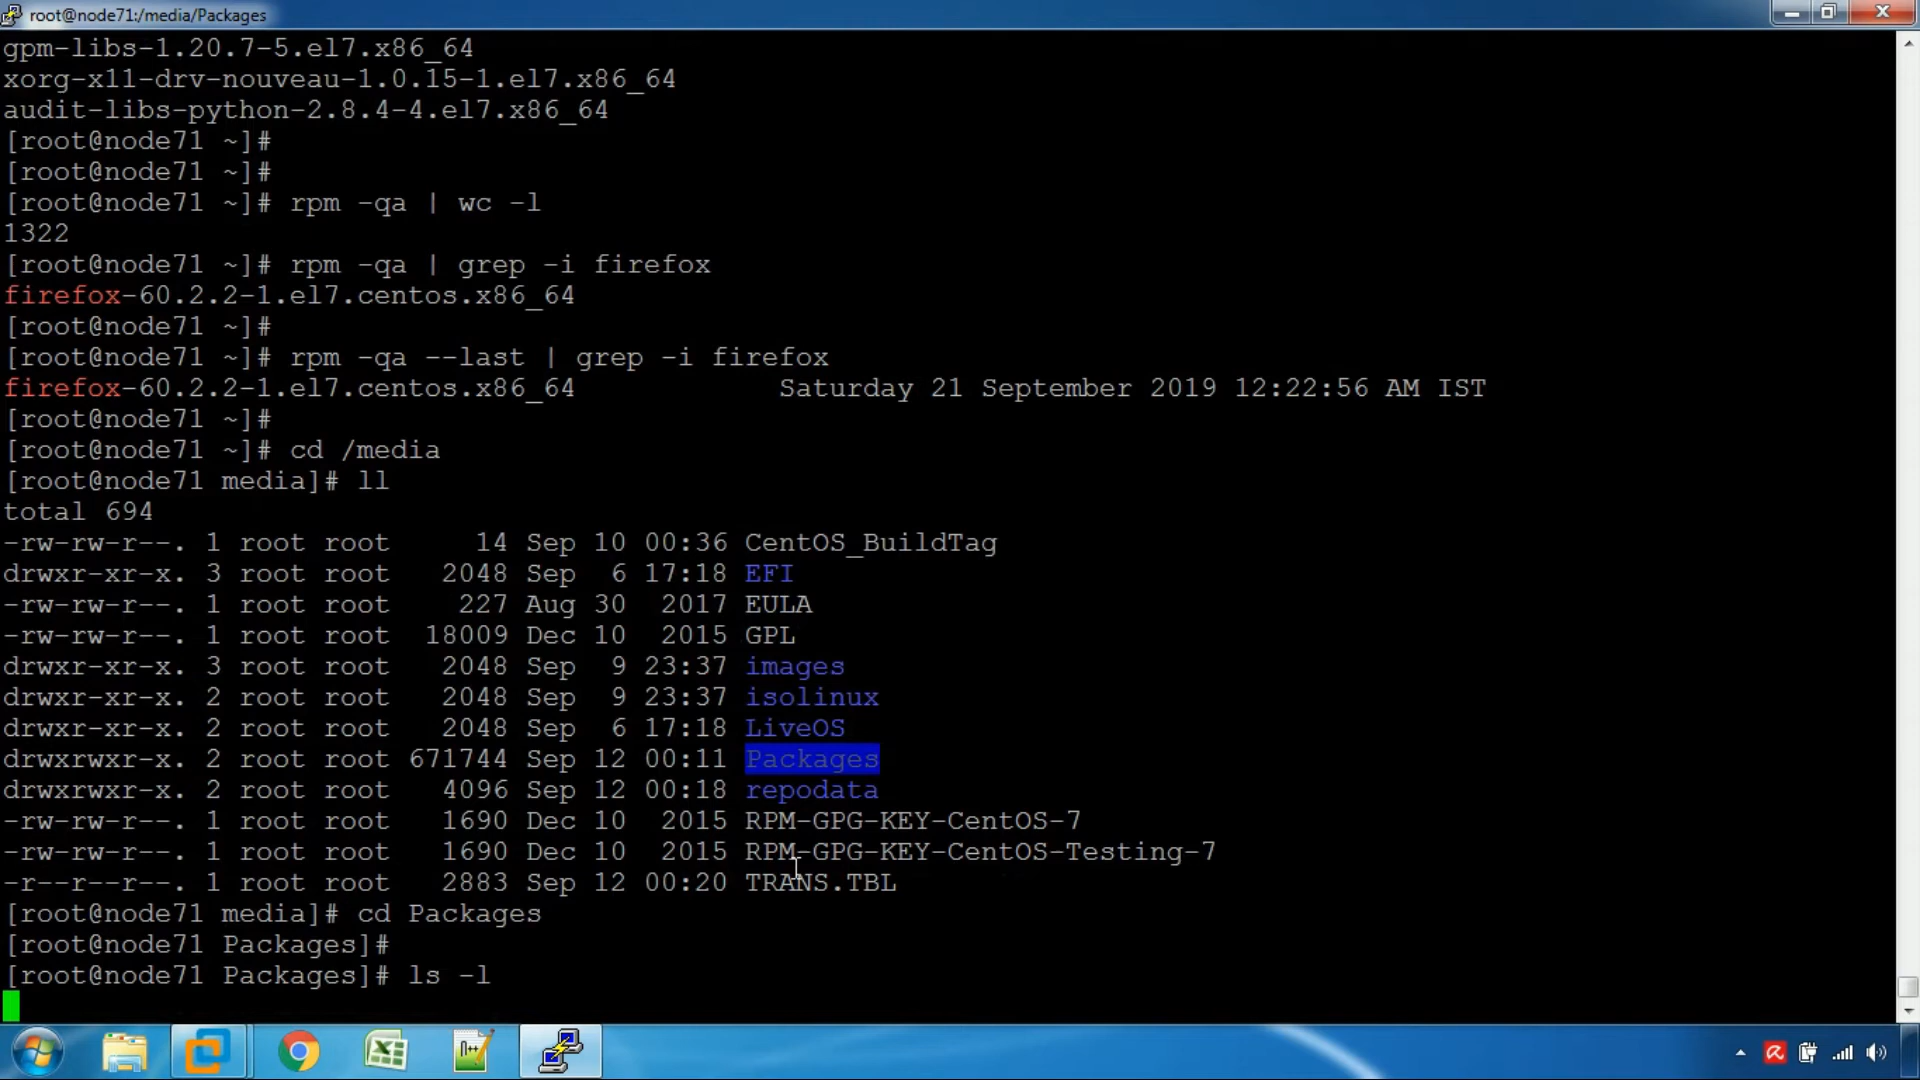 root@node71:/media/Packages
gpm-libs-1.20.7-5.el7.x86_64
xorg-x11-drv-nouveau-1.0.15-1.el7.x86_64
audit-libs-python-2.8.4-4.el7.x86_64
[root@node71 ~]#
[root@node71 ~]#
[root@node71 ~]# rpm -qa | wc -l
1322
[root@node71 ~]# rpm -qa | grep -i firefox
firefox-60.2.2-1.el7.centos.x86_64
[root@node71 ~]#
[root@node71 ~]# rpm -qa --last | grep -i firefox
firefox-60.2.2-1.el7.centos.x86_64            Saturday 21 September 2019 12:22:56 AM IST
[root@node71 ~]#
[root@node71 ~]# cd /media
[root@node71 media]# ll
total 694
-rw-rw-r--. 1 root root     14 Sep 10 00:36 CentOS_BuildTag
drwxr-xr-x. 3 root root   2048 Sep  6 17:18 EFI
-rw-rw-r--. 1 root root    227 Aug 30  2017 EULA
-rw-rw-r--. 1 root root  18009 Dec 10  2015 GPL
drwxr-xr-x. 3 root root   2048 Sep  9 23:37 images
drwxr-xr-x. 2 root root   2048 Sep  9 23:37 isolinux
drwxr-xr-x. 2 root root   2048 Sep  6 17:18 LiveOS
drwxrwxr-x. 2 root root 671744 Sep 12 00:11 Packages
drwxrwxr-x. 2 root root   4096 Sep 12 00:18 repodata
-rw-rw-r--. 1 root root   1690 Dec 10  2015 RPM-GPG-KEY-CentOS-7
-rw-rw-r--. 1 root root   1690 Dec 10  2015 RPM-GPG-KEY-CentOS-Testing-7
-r--r--r--. 1 root root   2883 Sep 12 00:20 TRANS.TBL
[root@node71 media]# cd Packages
[root@node71 Packages]#
[root@node71 Packages]# ls -l